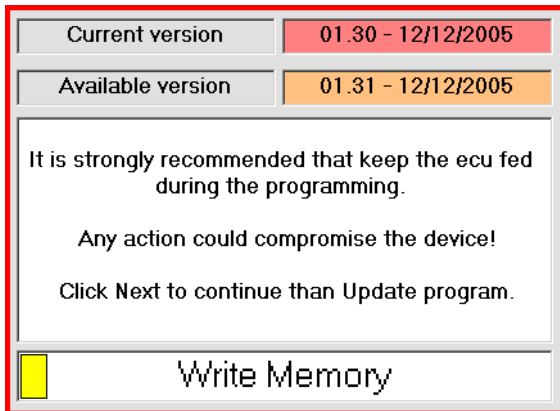 Current version 01.30 - 12/12/2005
Available version 01.31 - 12/12/2005
It is strongly recommended that keep the ecu fed
during the programming.
Any action could compromise the device!
Click Next to continue than Update program.
Write Memory